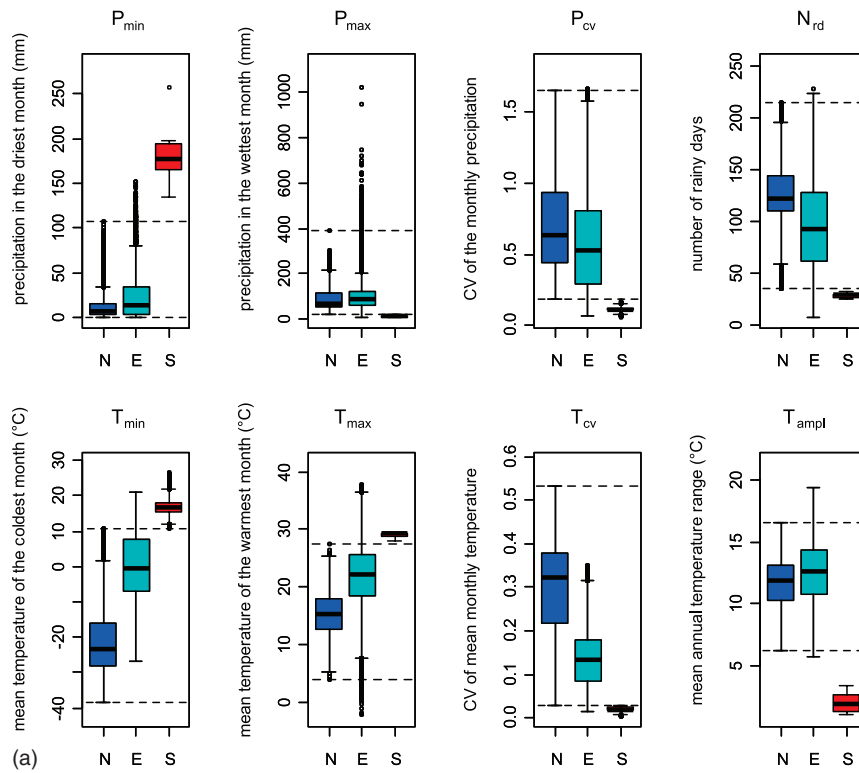 P_min P_max P_cv N_rd
precipitation in the driest month (mm)
0 50 100 150 200 250
N E S
precipitation in the wettest month (mm)
0 200 400 600 800 1000
N E S
CV of the monthly precipitation
0.0 0.5 1.0 1.5
N E S
number of rainy days
0 50 100 150 200 250
N E S
T_min T_max T_cv T_ampl
mean temperature of the coldest month (°C)
-40 -20 0 10 30
N E S
mean temperature of the warmest month (°C)
0 10 20 30 40
N E S
CV of mean monthly temperature
0.0 0.1 0.2 0.3 0.4 0.5 0.6
N E S
mean annual temperature range (°C)
5 10 15 20
N E S
(a)